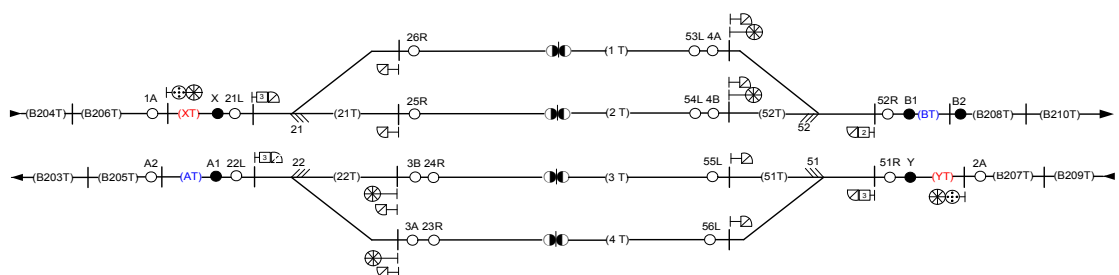 26R (1 T) 53L 4A
1A X 21L 3
(B204T) (B206T) (XT) 21 (21T) 25R (2 T) 54L 4B (52T) 52 52R B1 (BT) B2 (B208T) (B210T)
2
A2 A1 22L 3 22 3B 24R 55L 51 51R Y 2A
(B203T) (B205T) (AT) (22T) (3 T) (51T) (YT) (B207T) (B209T)
3
3A 23R (4 T) 56L